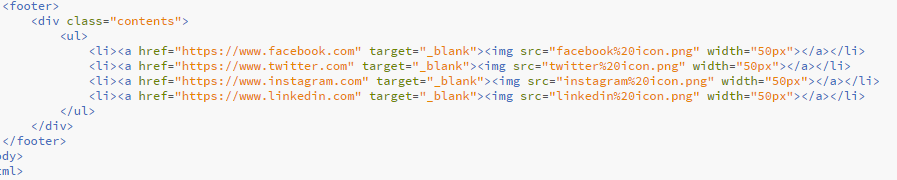 <footer>
<div class="contents">
<ul>
<li><a href="https://www.facebook.com" target="_blank"><img src="facebook%20icon.png" width="50px"></a></li>
<li><a href="https://www.twitter.com" target="_blank"><img src="twitter%20icon.png" width="50px"></a></li>
<li><a href="https://www.instagram.com" target="_blank"><img src="instagram%20icon.png" width="50px"></a></li>
<li><a href="https://www.linkedin.com" target="_blank"><img src="linkedin%20icon.png" width="50px"></a></li>
</ul>
</div>
</footer>
ody>
tml>